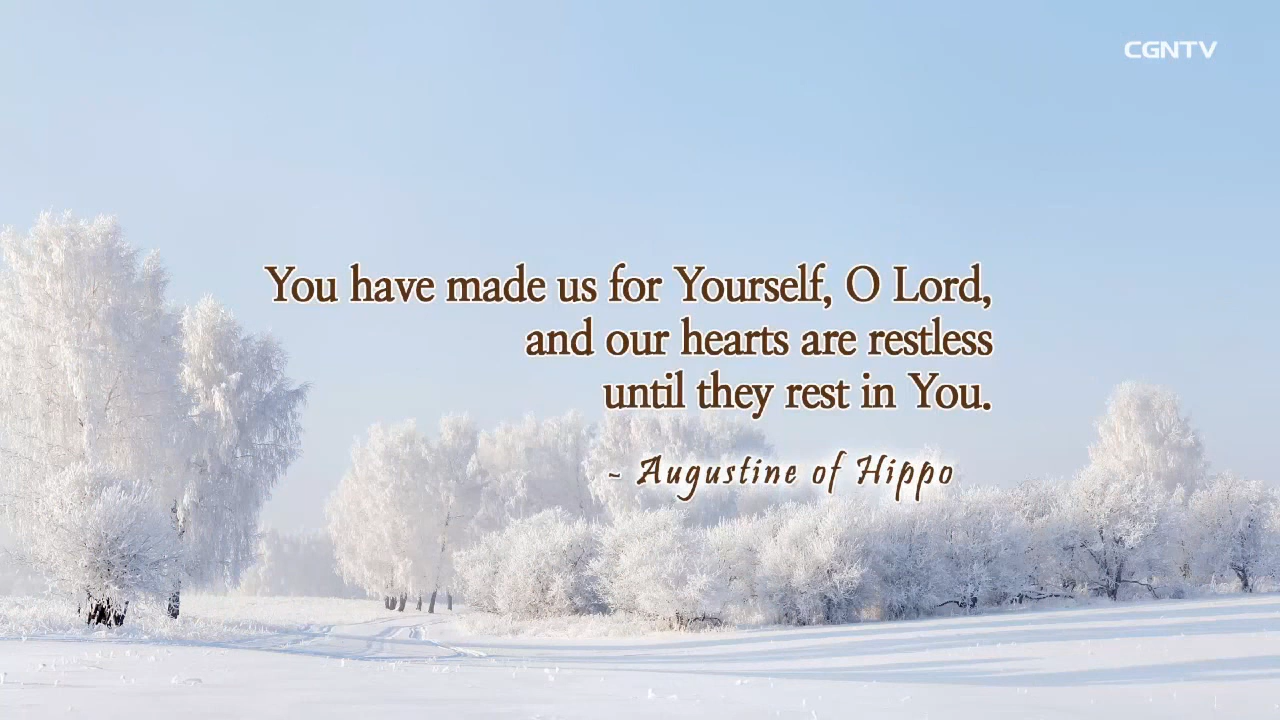 CGNTV
You have made us for Yourself, O Lord,
and our hearts are restless
until they rest in You.
~ Augustine of Hippo